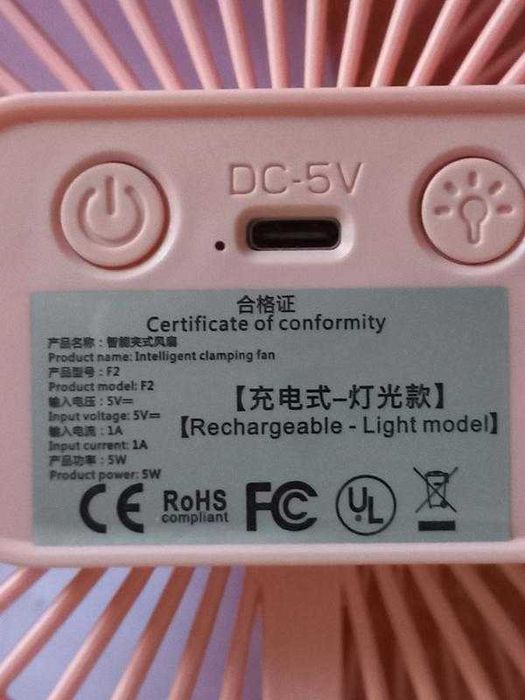 DC-5V
合格证
Certificate of conformity
产品名称：智能夹式风扇
Product name: Intelligent clamping fan
产品型号：F2
Product model: F2
输入电压：5V⎓
Input voltage: 5V⎓
输入电流：1A
Input current: 1A
产品功率：5W
Product power: 5W
【充电式–灯光款】
【Rechargeable - Light model】
CE RoHS FC UL
compliant